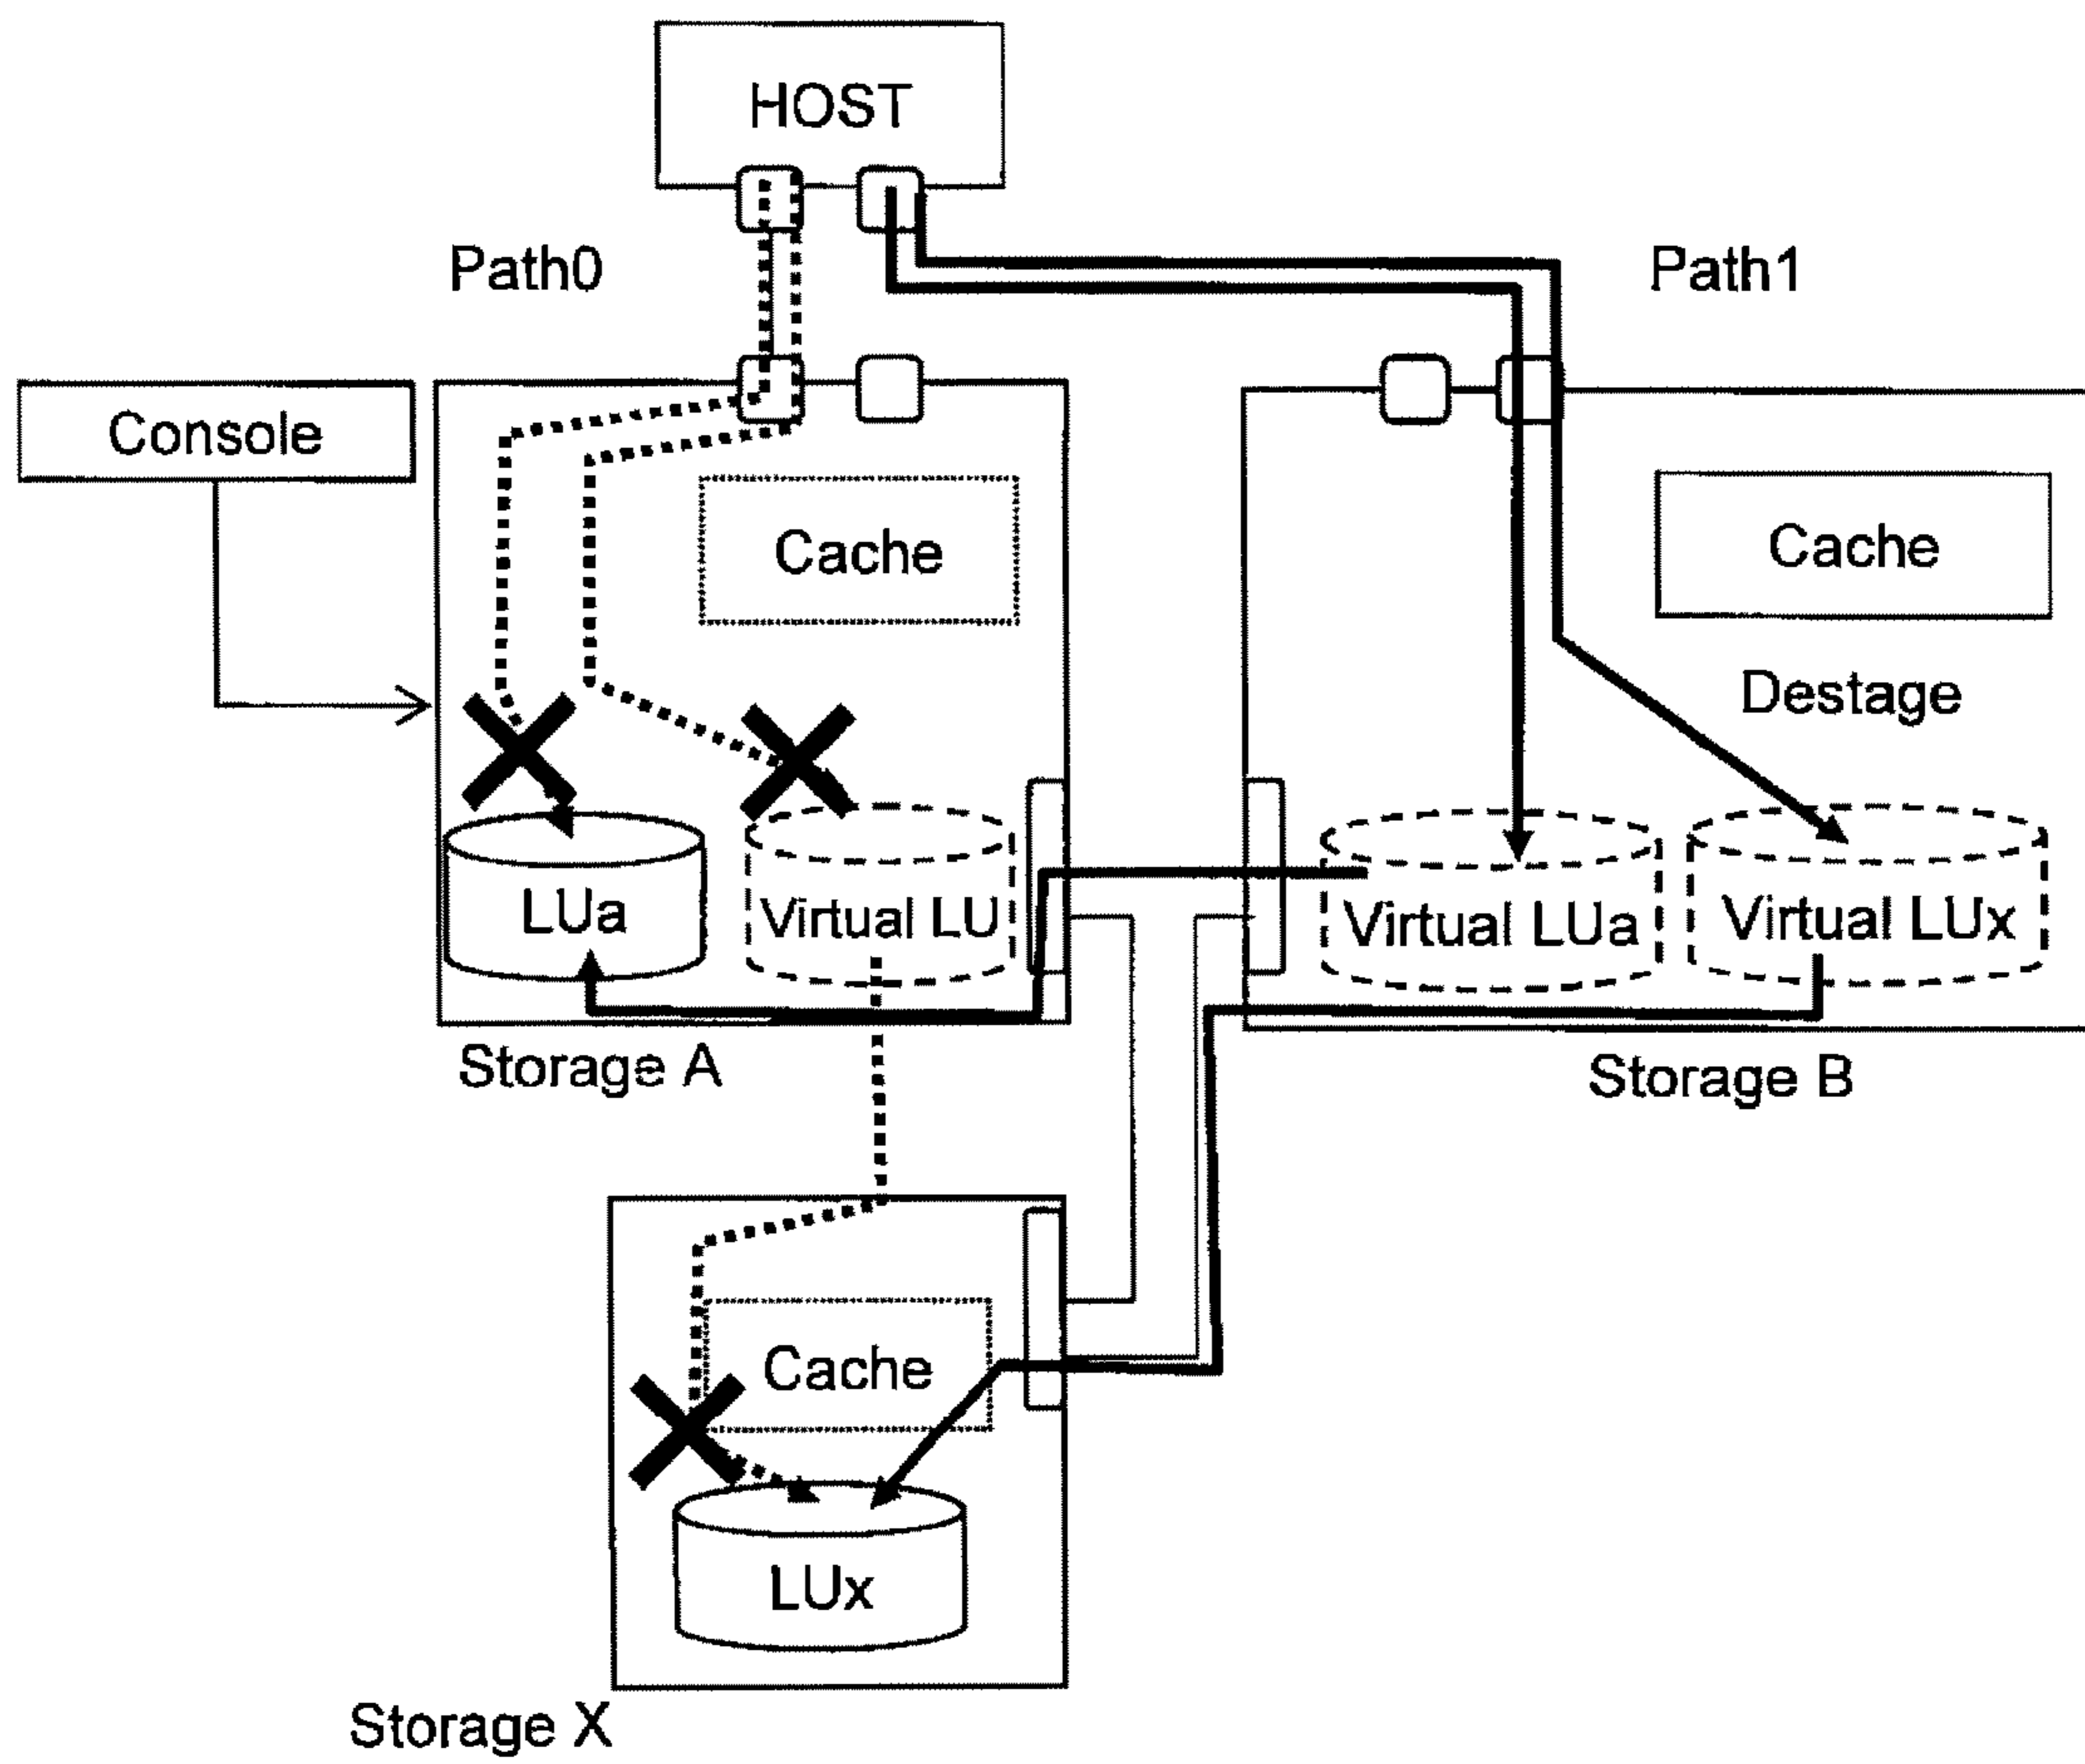 HOST
Path0
Path1
Console
Cache
Cache
Destage
LUa
Virtual LU
Virtual LUa
Virtual LUx
Storage A
Storage B
Cache
LUx
Storage X